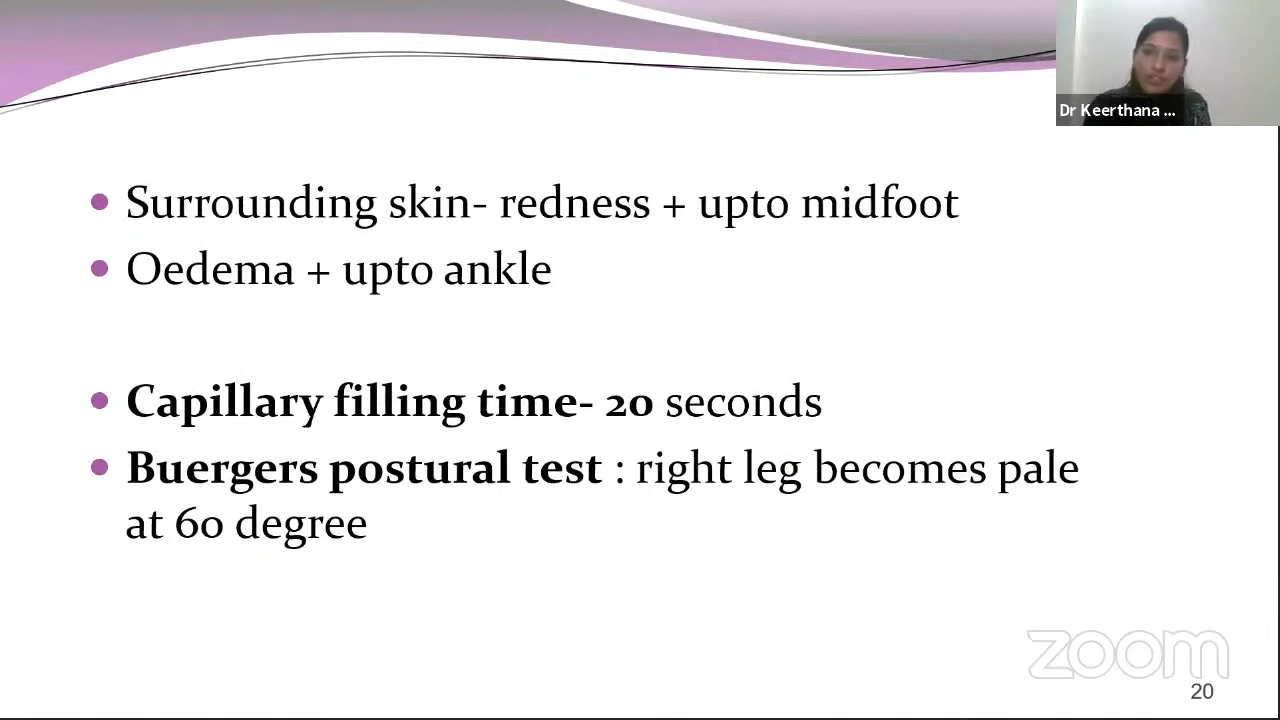 Dr Keerthana ...
Surrounding skin- redness + upto midfoot
Oedema + upto ankle
Capillary filling time- 20 seconds
Buergers postural test : right leg becomes pale
at 60 degree
zoom
20